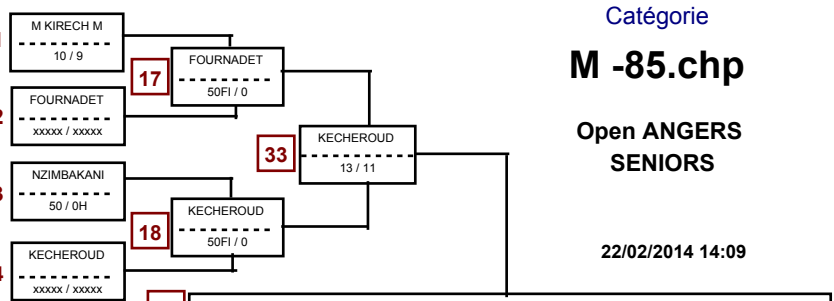 Catégorie
M -85.chp
Open ANGERS
SENIORS
22/02/2014 14:09
M KIRECH M
10 / 9
17
FOURNADET
50FI / 0
2
FOURNADET
xxxxx / xxxxx
33
KECHEROUD
13 / 11
NZIMBAKANI
50 / 0H
18
KECHEROUD
50FI / 0
KECHEROUD
xxxxx / xxxxx